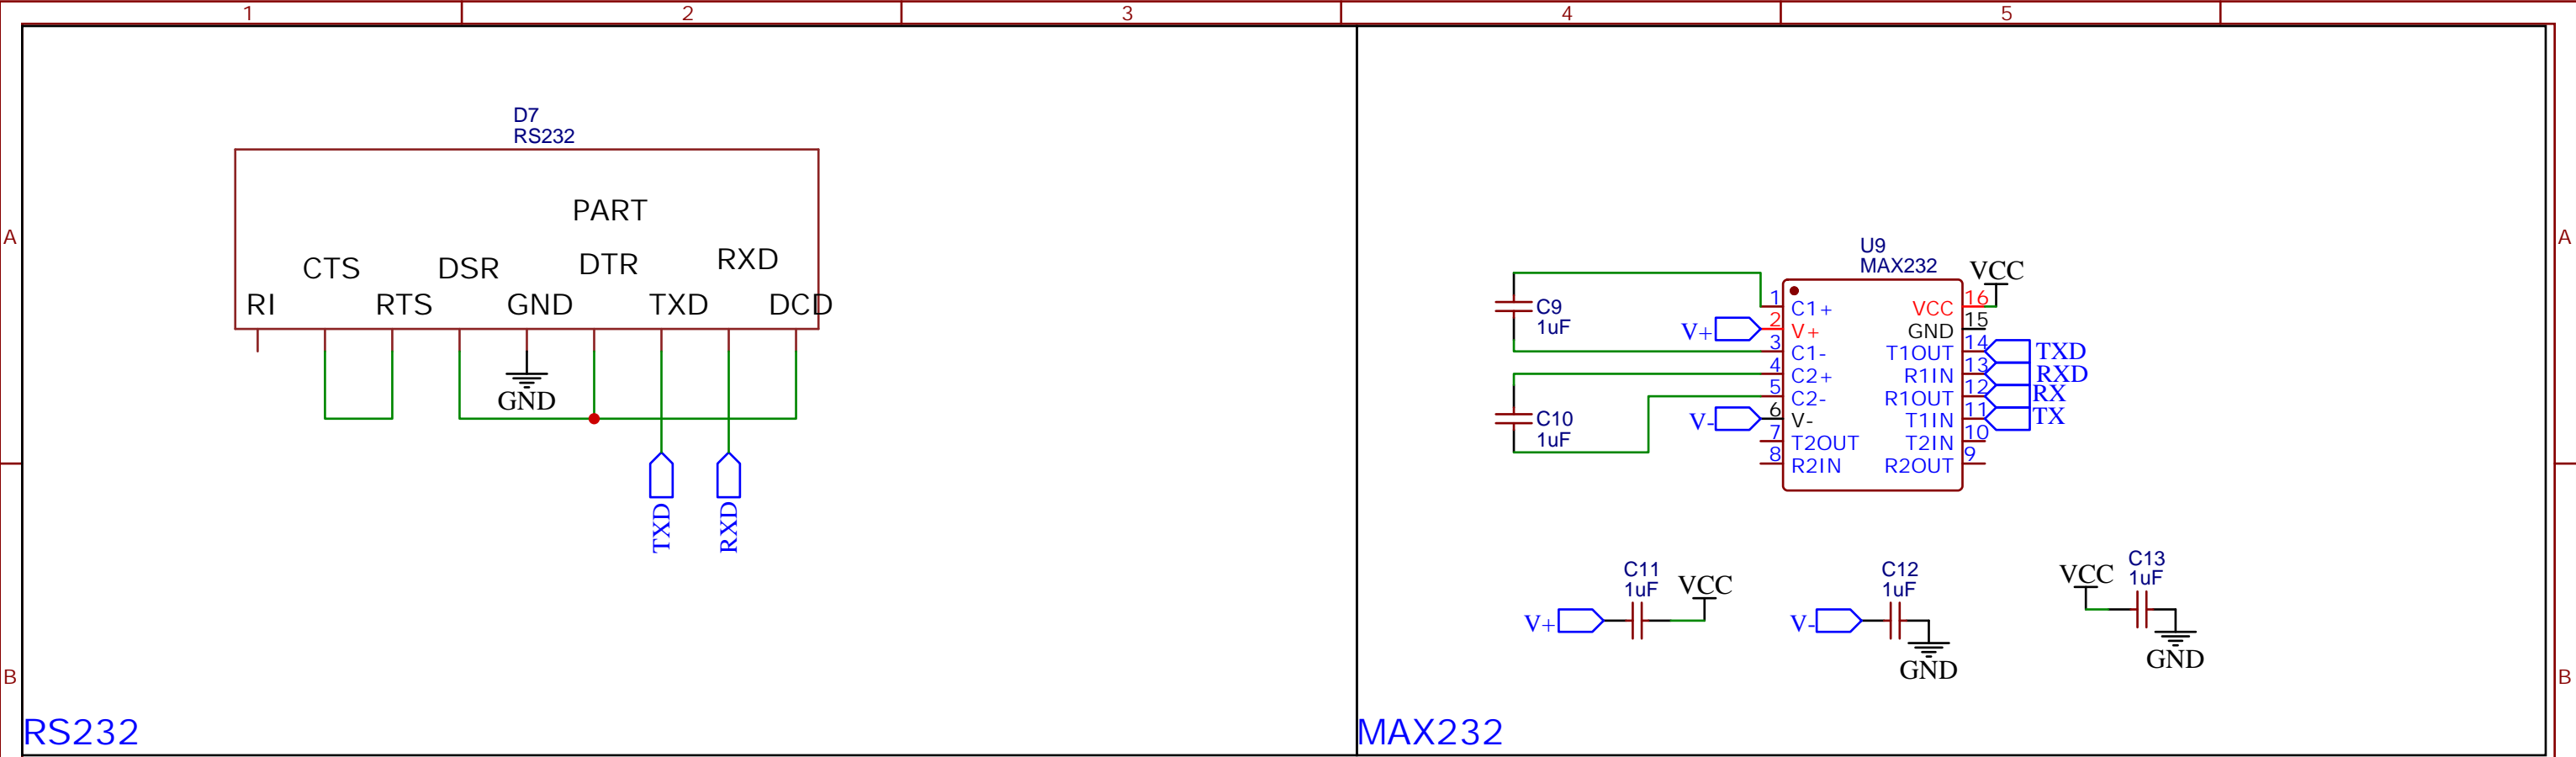 1 2 3 4 5
A A
D7
RS232
PART
CTS DSR DTR RXD
RI RTS GND TXD DCD
GND
TXD RXD
RS232
U9
MAX232
VCC
C9
1uF
C10
1uF
V+
V-
1 C1+
2 V+
3 C1-
4 C2+
5 C2-
6 V-
7 T2OUT
8 R2IN
VCC 16
GND 15
T1OUT 14 TXD
R1IN 13 RXD
R1OUT 12 RX
T1IN 11 TX
T2IN 10
R2OUT 9
C11
1uF
V+
VCC
C12
1uF
V-
GND
C13
1uF
VCC
GND
B B
MAX232